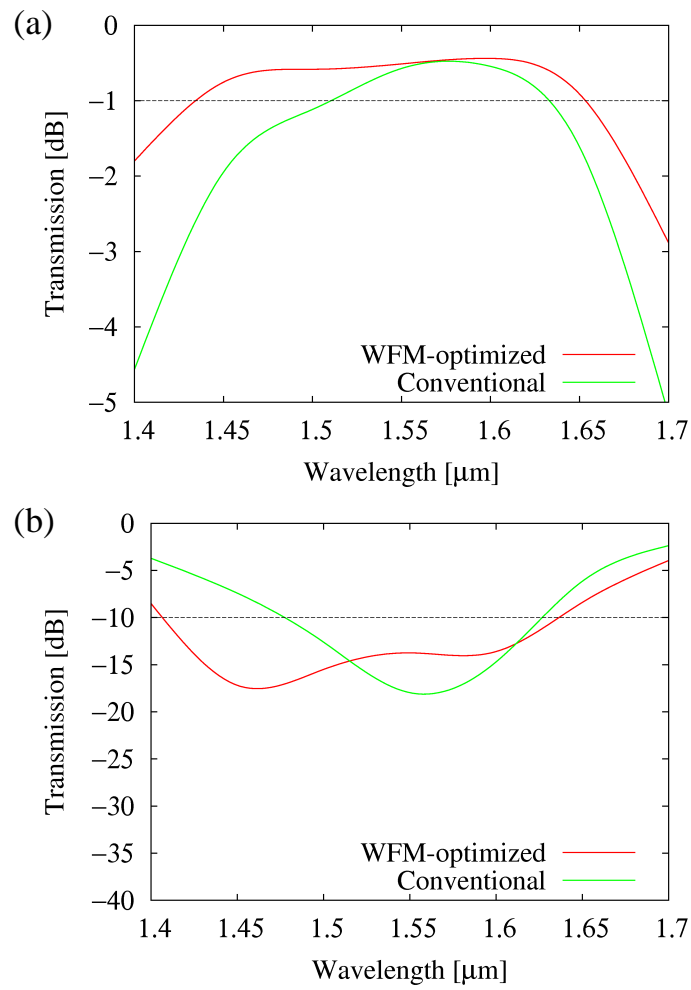 (a)
0
−1
−2
−3
−4
−5
Transmission [dB]
WFM-optimized
Conventional
1.4 1.45 1.5 1.55 1.6 1.65 1.7
Wavelength [μm]
(b)
0
−5
−10
−15
−20
−25
−30
−35
−40
Transmission [dB]
WFM-optimized
Conventional
1.4 1.45 1.5 1.55 1.6 1.65 1.7
Wavelength [μm]